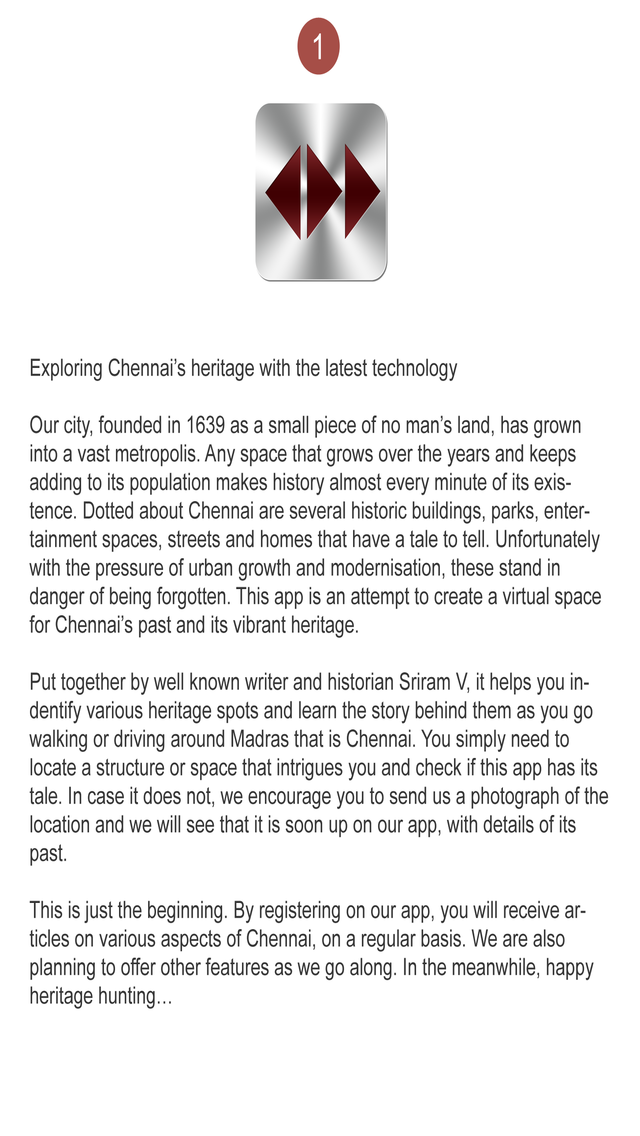 1
Exploring Chennai’s heritage with the latest technology
Our city, founded in 1639 as a small piece of no man’s land, has grown
into a vast metropolis. Any space that grows over the years and keeps
adding to its population makes history almost every minute of its exis-
tence. Dotted about Chennai are several historic buildings, parks, enter-
tainment spaces, streets and homes that have a tale to tell. Unfortunately
with the pressure of urban growth and modernisation, these stand in
danger of being forgotten. This app is an attempt to create a virtual space
for Chennai’s past and its vibrant heritage.
Put together by well known writer and historian Sriram V, it helps you in-
dentify various heritage spots and learn the story behind them as you go
walking or driving around Madras that is Chennai. You simply need to
locate a structure or space that intrigues you and check if this app has its
tale. In case it does not, we encourage you to send us a photograph of the
location and we will see that it is soon up on our app, with details of its
past.
This is just the beginning. By registering on our app, you will receive ar-
ticles on various aspects of Chennai, on a regular basis. We are also
planning to offer other features as we go along. In the meanwhile, happy
heritage hunting…